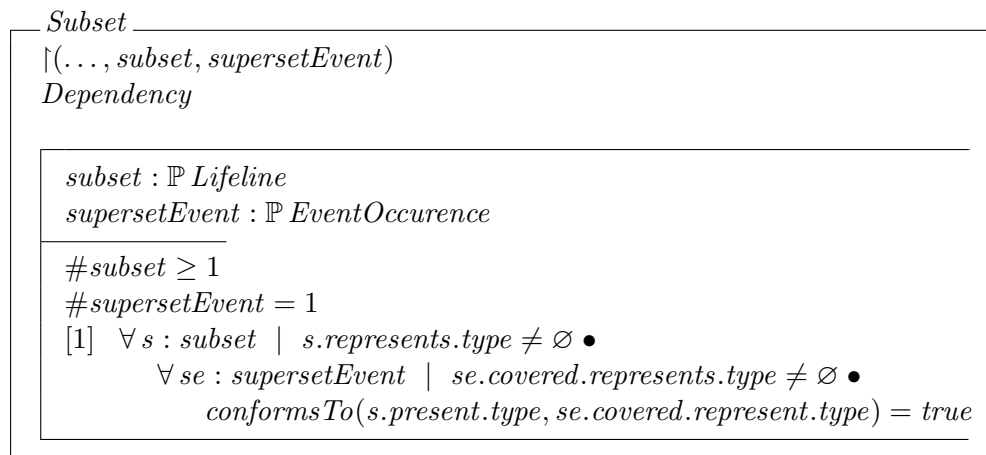 Subset
↾(. . . , subset, supersetEvent)
Dependency
subset : ℙ Lifeline
supersetEvent : ℙ EventOccurence
#subset ≥ 1
#supersetEvent = 1
[1] ∀ s : subset | s.represents.type ≠ ∅ •
∀ se : supersetEvent | se.covered.represents.type ≠ ∅ •
conformsTo(s.present.type, se.covered.represent.type) = true